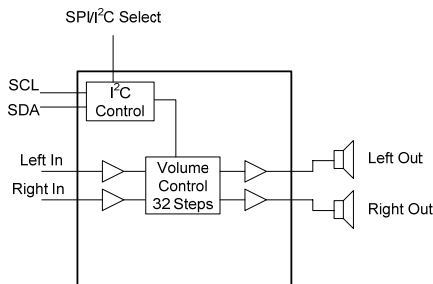 SPI/I²C Select
SCL
SDA
I²C
Control
Left In
Right In
Volume
Control
32 Steps
Left Out
Right Out